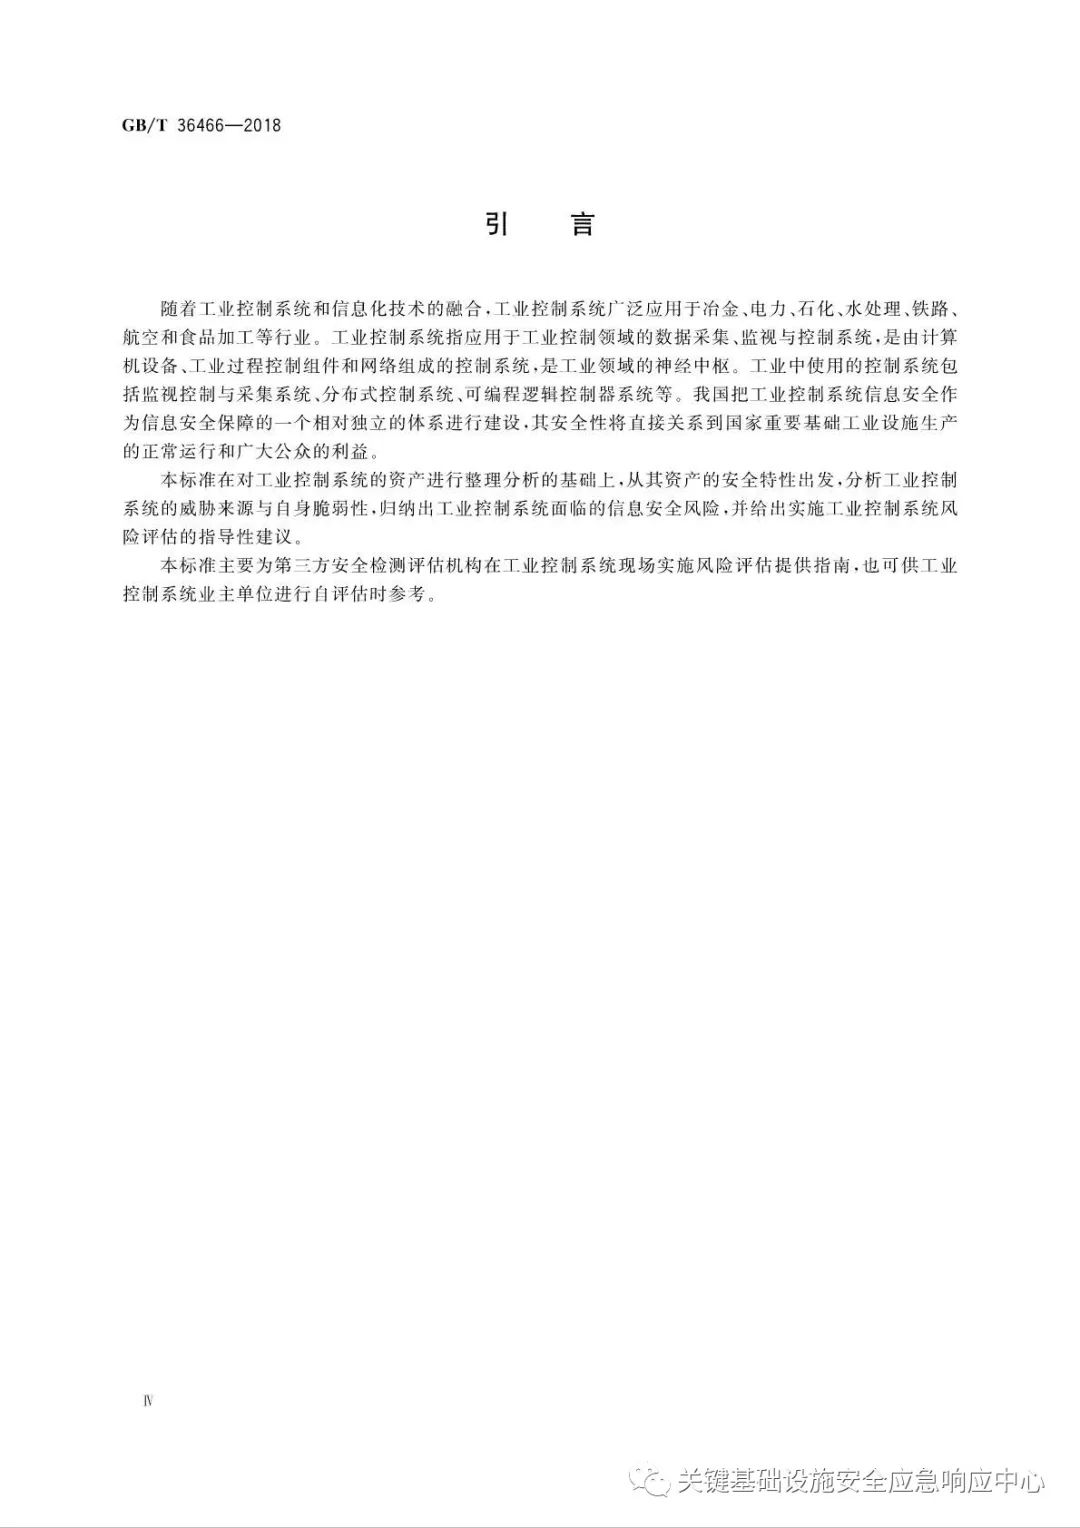 GB/T 36466—2018
引 言
随着工业控制系统和信息化技术的融合,工业控制系统广泛应用于冶金、电力、石化、水处理、铁路、
航空和食品加工等行业。工业控制系统指应用于工业控制领域的数据采集、监视与控制系统,是由计算
机设备、工业过程控制组件和网络组成的控制系统,是工业领域的神经中枢。工业中使用的控制系统包
括监视控制与采集系统、分布式控制系统、可编程逻辑控制器系统等。我国把工业控制系统信息安全作
为信息安全保障的一个相对独立的体系进行建设,其安全性将直接关系到国家重要基础工业设施生产
的正常运行和广大公众的利益。
本标准在对工业控制系统的资产进行整理分析的基础上,从其资产的安全特性出发,分析工业控制
系统的威胁来源与自身脆弱性,归纳出工业控制系统面临的信息安全风险,并给出实施工业控制系统风
险评估的指导性建议。
本标准主要为第三方安全检测评估机构在工业控制系统现场实施风险评估提供指南,也可供工业
控制系统业主单位进行自评估时参考。
Ⅳ
关键基础设施安全应急响应中心